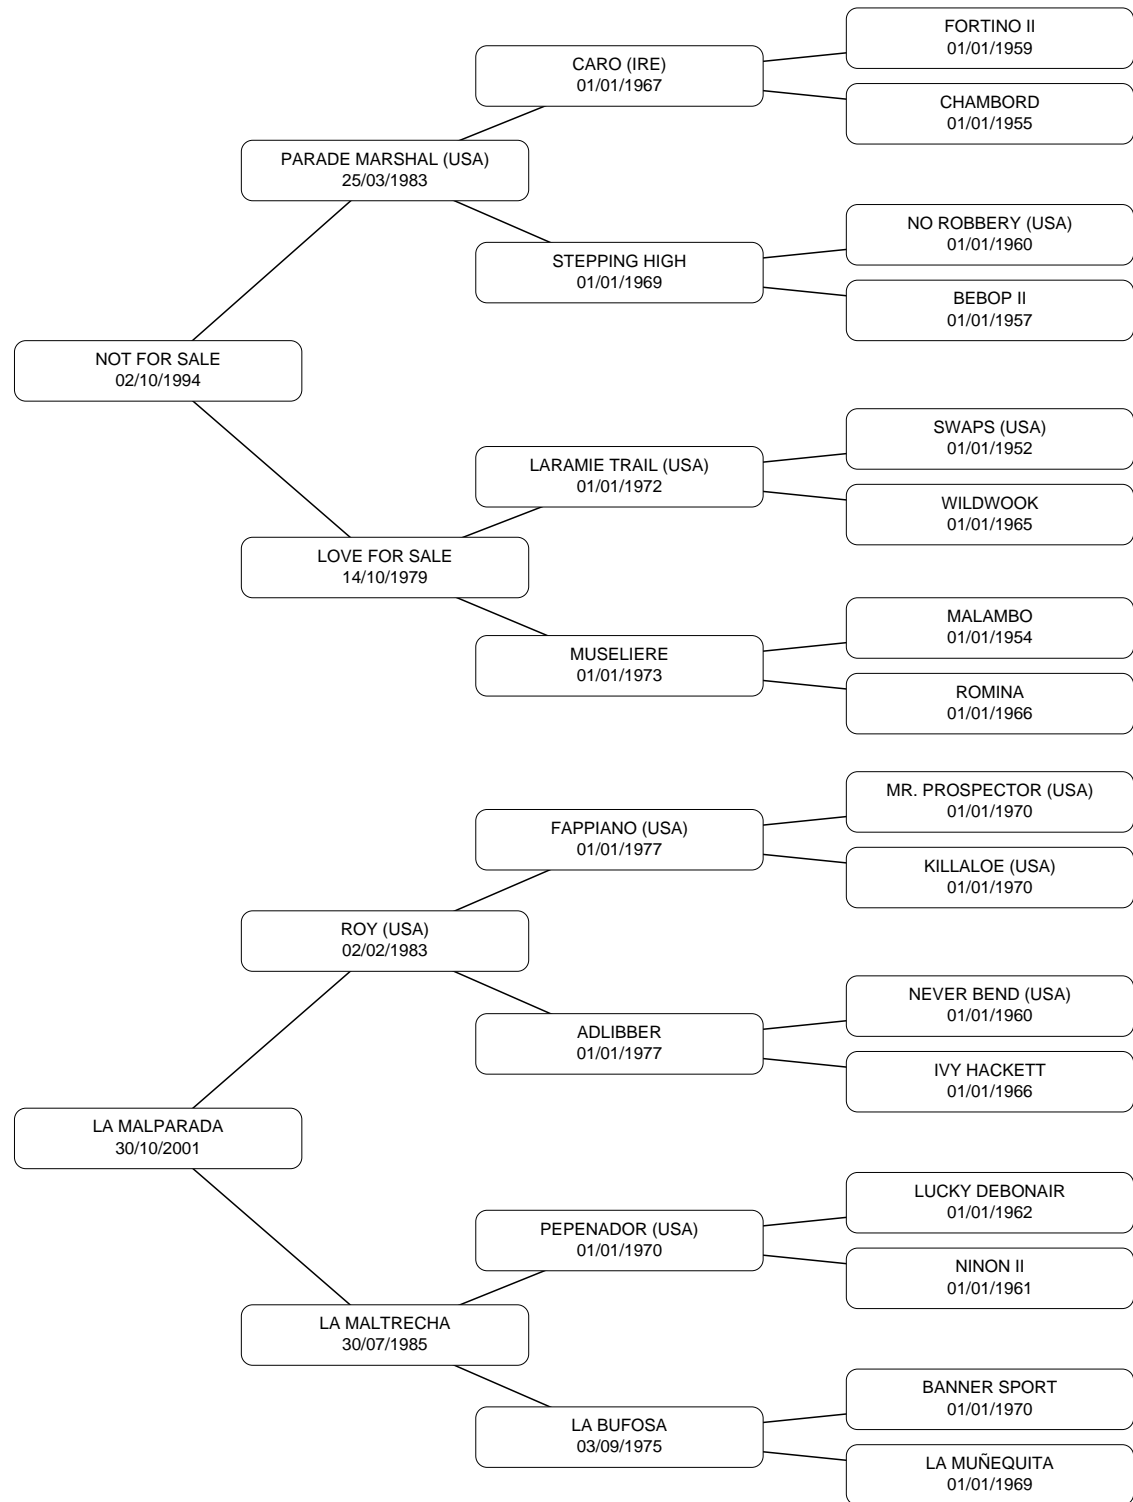 FORTINO II
01/01/1959
CARO (IRE)
01/01/1967
CHAMBORD
01/01/1955
PARADE MARSHAL (USA)
25/03/1983
NO ROBBERY (USA)
01/01/1960
STEPPING HIGH
01/01/1969
BEBOP II
01/01/1957
NOT FOR SALE
02/10/1994
SWAPS (USA)
01/01/1952
LARAMIE TRAIL (USA)
01/01/1972
WILDWOOK
01/01/1965
LOVE FOR SALE
14/10/1979
MALAMBO
01/01/1954
MUSELIERE
01/01/1973
ROMINA
01/01/1966
MR. PROSPECTOR (USA)
01/01/1970
FAPPIANO (USA)
01/01/1977
KILLALOE (USA)
01/01/1970
ROY (USA)
02/02/1983
NEVER BEND (USA)
01/01/1960
ADLIBBER
01/01/1977
IVY HACKETT
01/01/1966
LA MALPARADA
30/10/2001
LUCKY DEBONAIR
01/01/1962
PEPENADOR (USA)
01/01/1970
NINON II
01/01/1961
LA MALTRECHA
30/07/1985
BANNER SPORT
01/01/1970
LA BUFOSA
03/09/1975
LA MUÑEQUITA
01/01/1969